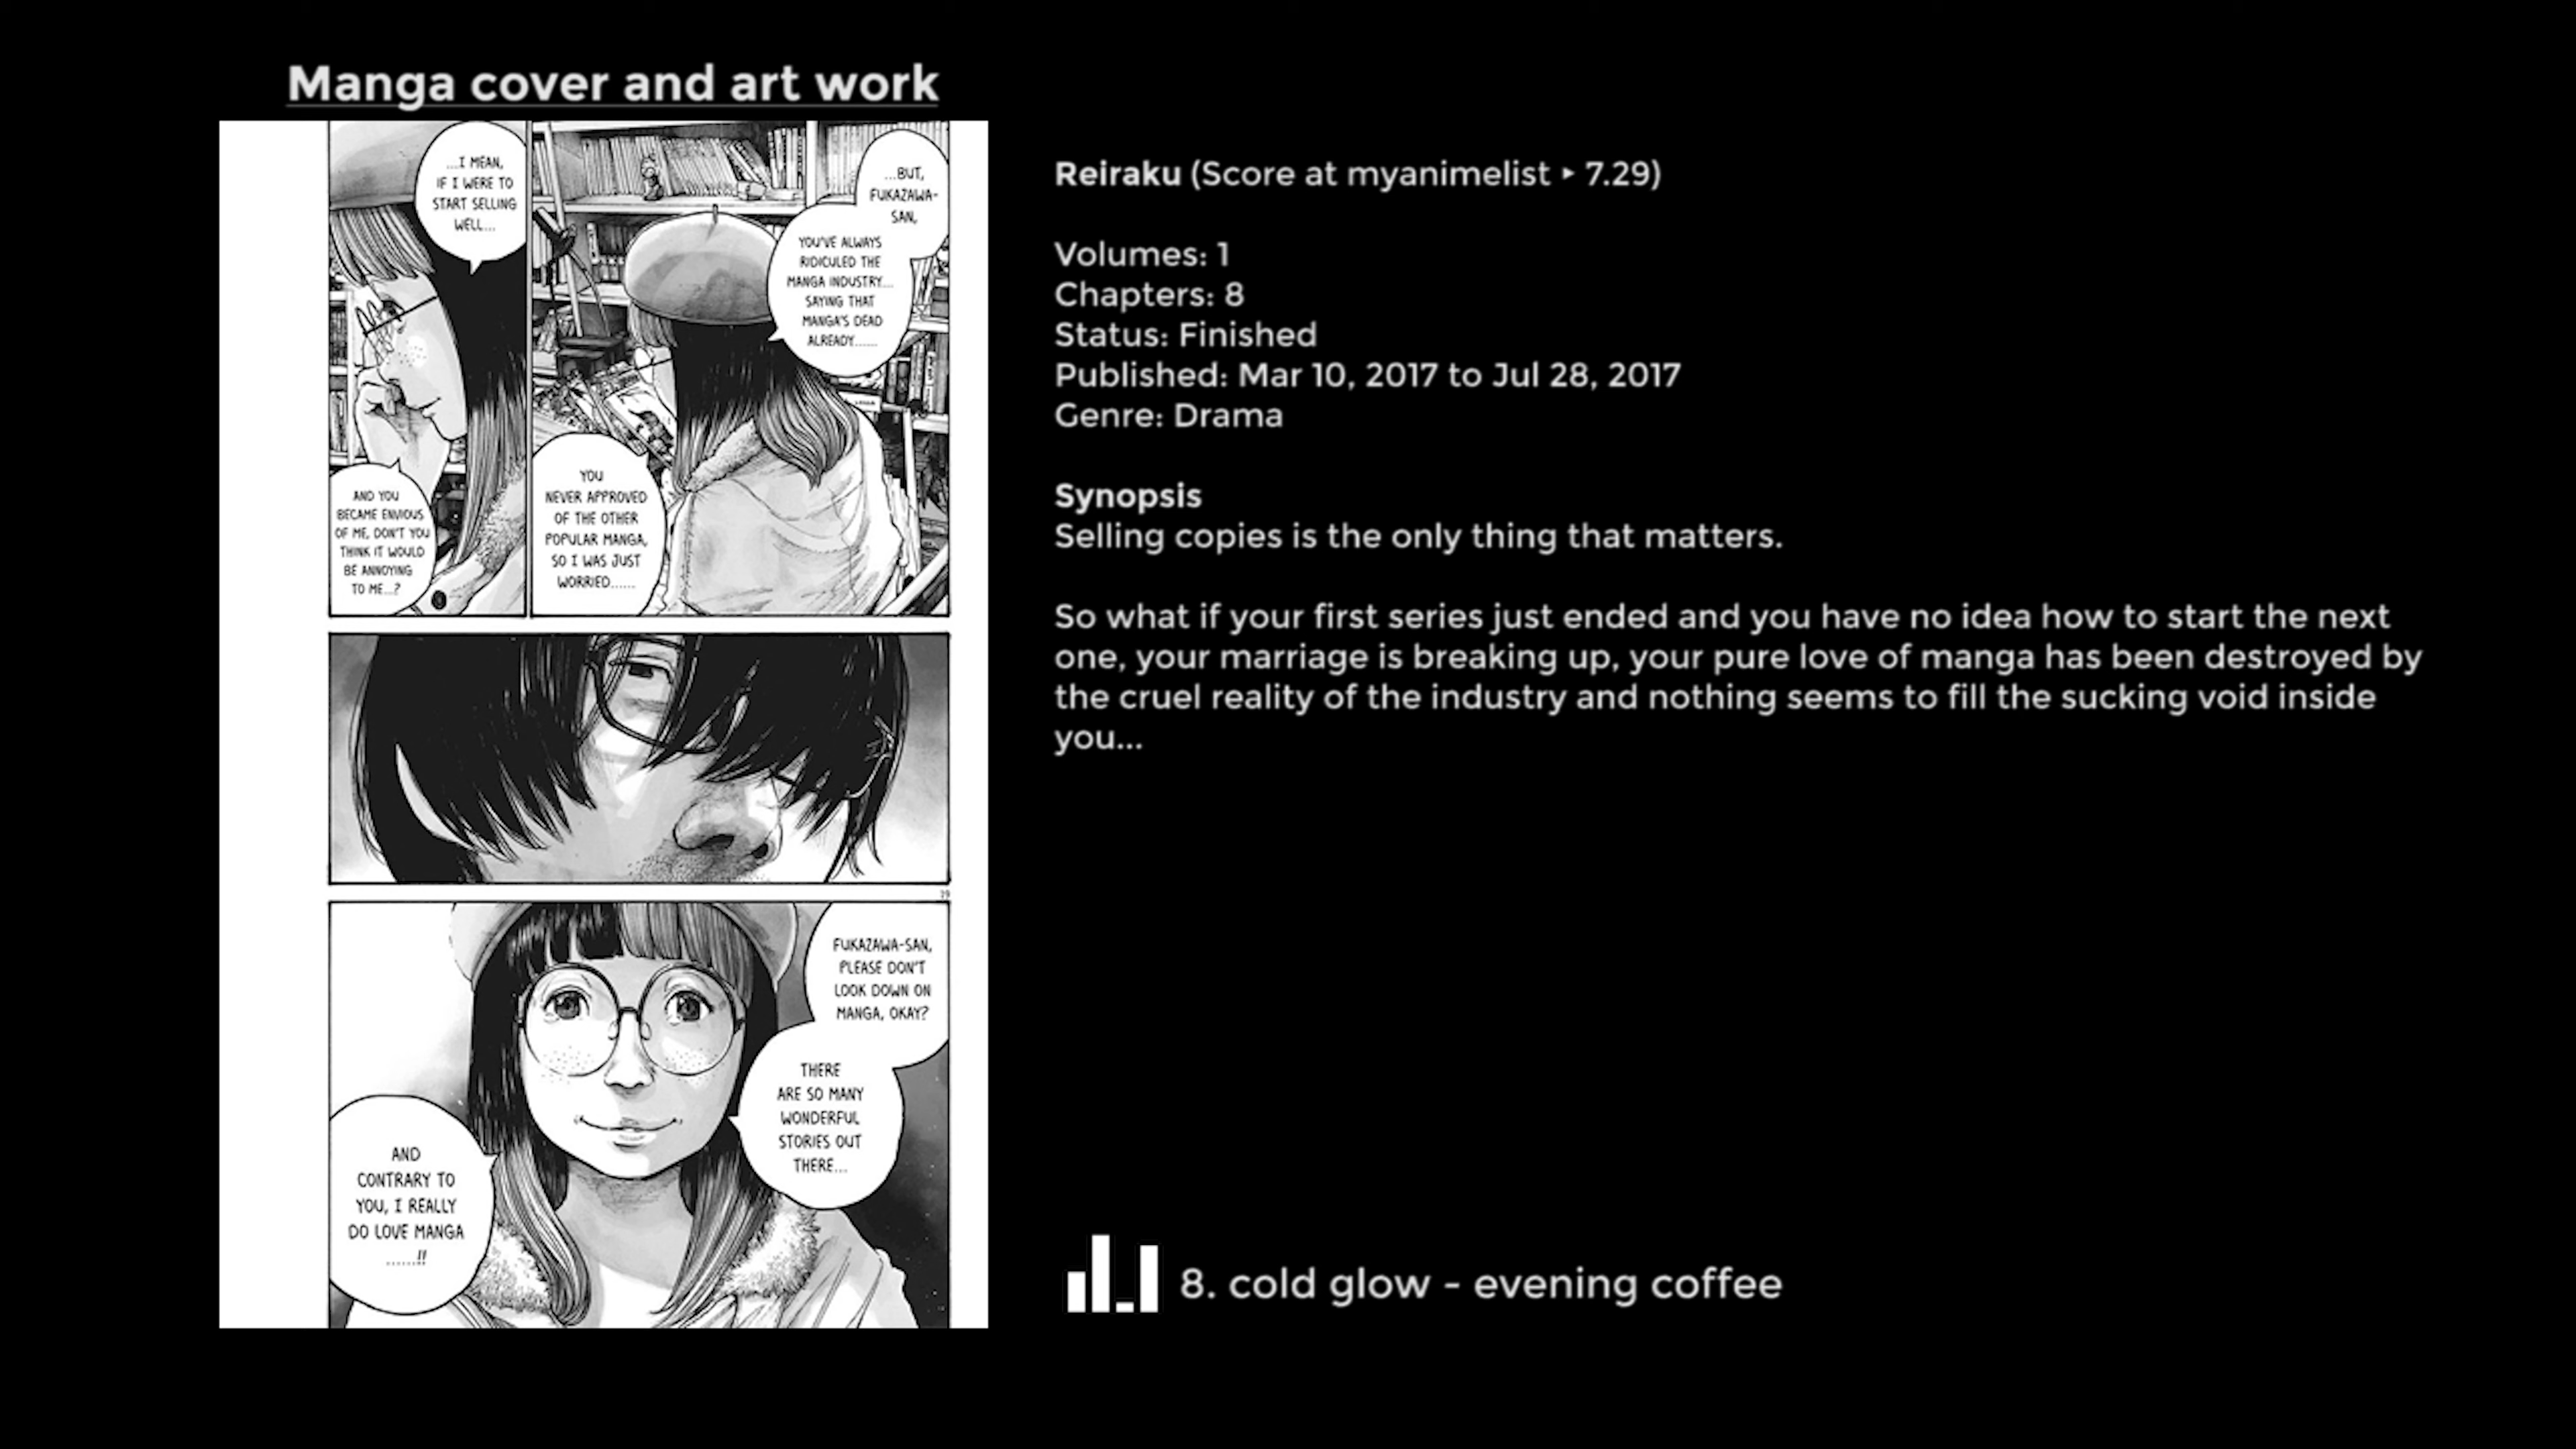 Manga cover and art work
...BUT,
FUKAZAWA-
SAN,
YOU'VE ALWAYS
RIDICULED THE
MANGA INDUSTRY....
SAYING THAT
MANGA'S DEAD
ALREADY......
YOU
NEVER APPROVED
OF THE OTHER
POPULAR MANGA,
SO I WAS JUST
WORRIED......
...I MEAN,
IF I WERE TO
START SELLING
WELL...
AND YOU
BECAME ENVIOUS
OF ME, DON'T YOU
THINK IT WOULD
BE ANNOYING
TO ME...?
19
FUKAZAWA-SAN,
PLEASE DON'T
LOOK DOWN ON
MANGA, OKAY?
THERE
ARE SO MANY
WONDERFUL
STORIES OUT
THERE...
AND
CONTRARY TO
YOU, I REALLY
DO LOVE MANGA
.......!!
Reiraku (Score at myanimelist ▸ 7.29)
Volumes: 1
Chapters: 8
Status: Finished
Published: Mar 10, 2017 to Jul 28, 2017
Genre: Drama
Synopsis
Selling copies is the only thing that matters.
So what if your first series just ended and you have no idea how to start the next
one, your marriage is breaking up, your pure love of manga has been destroyed by
the cruel reality of the industry and nothing seems to fill the sucking void inside
you...
8. cold glow - evening coffee